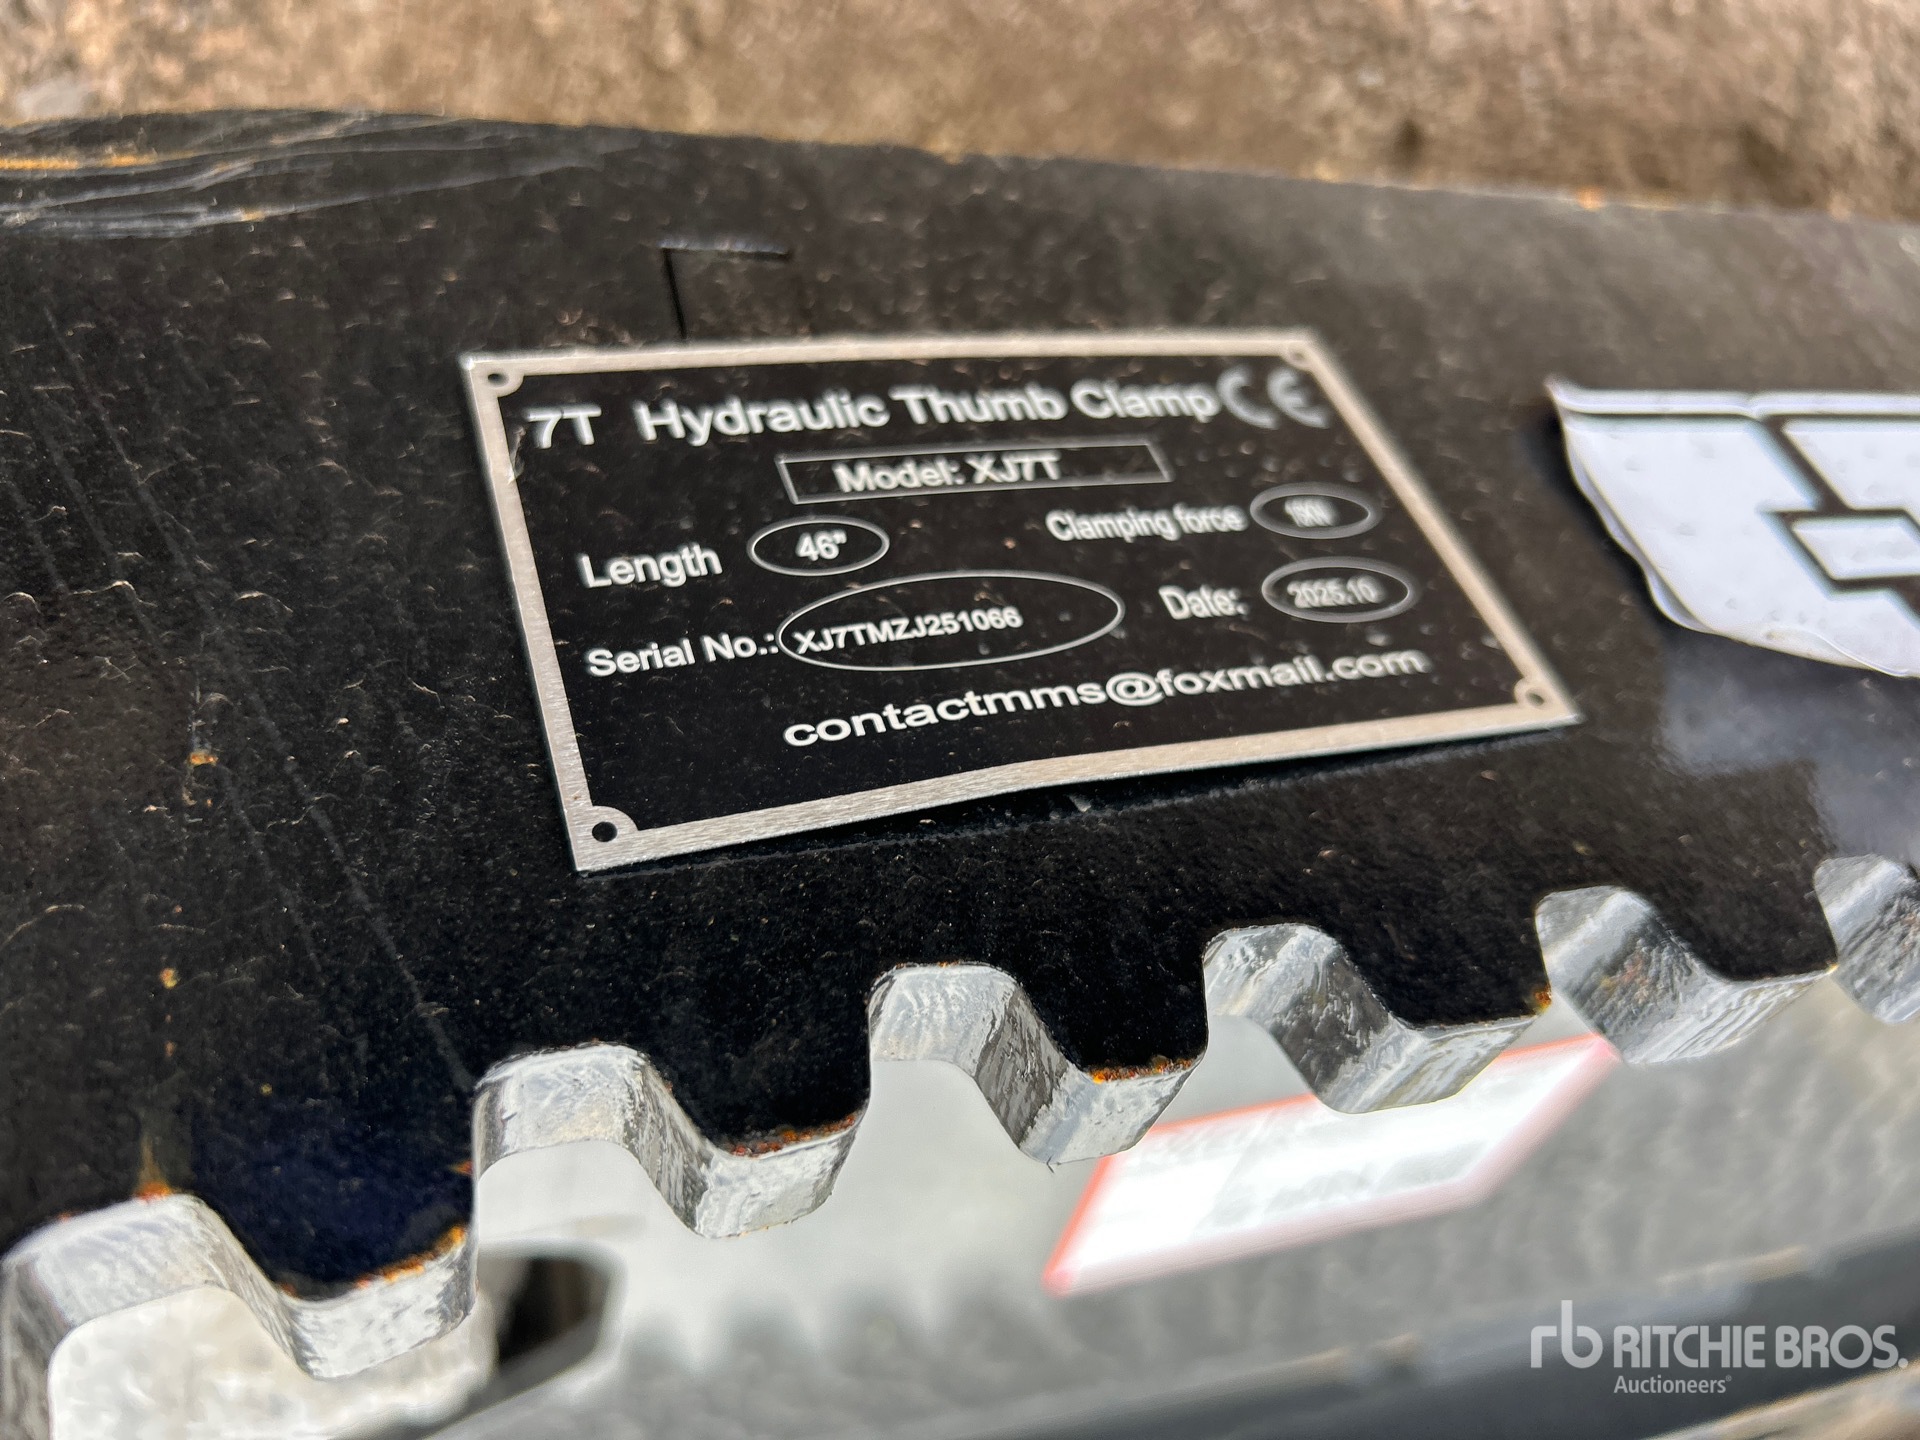 7T Hydraulic Thumb Clamp CE
Model: XJ7T
Length 46" Clamping force
Serial No.: XJ7TMZJ251066 Date: 2025.10
contactmms@foxmail.com
rb RITCHIE BROS.
Auctioneers